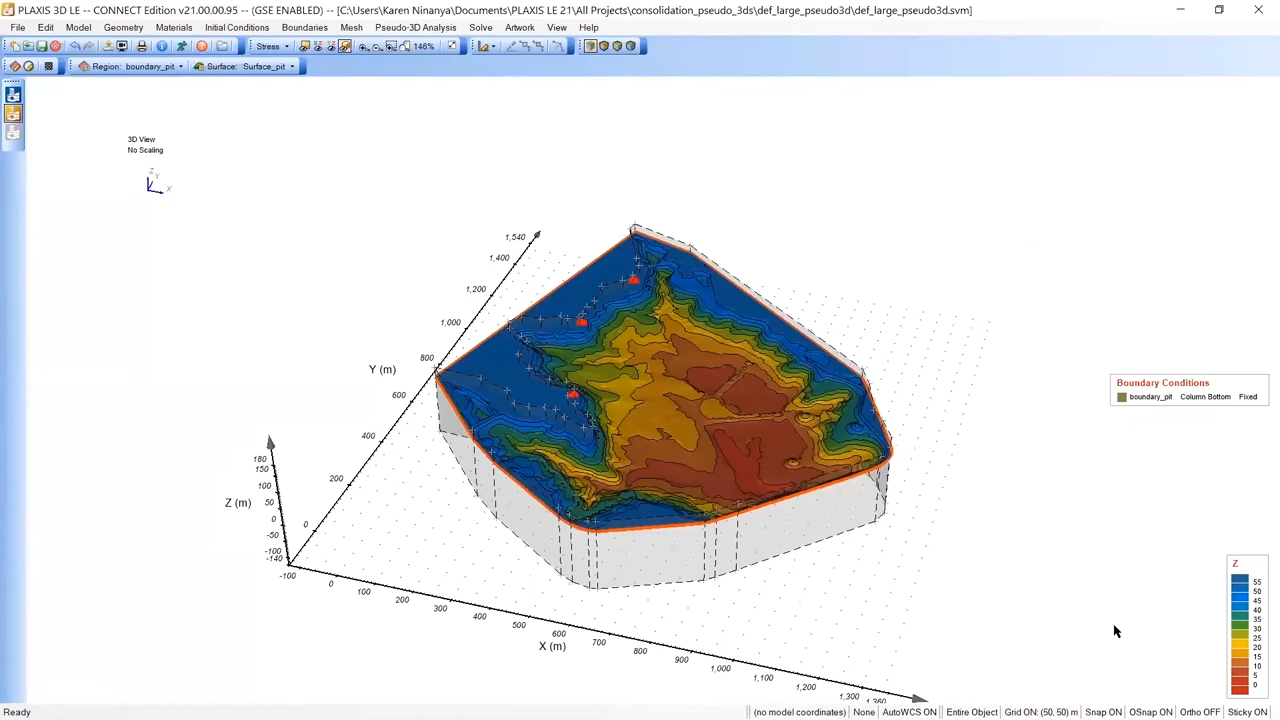 PLAXIS 3D LE -- CONNECT Edition v21.00.00.95 -- (GSE ENABLED) -- [C:\Users\Karen Ninanya\Documents\PLAXIS LE 21\All Projects\consolidation_pseudo_3ds\def_large_pseudo3d\def_large_pseudo3d.svm]
File Edit Model Geometry Materials Initial Conditions Boundaries Mesh Pseudo-3D Analysis Solve Artwork View Help
Stress 146%
Region: boundary_pit Surface: Surface_pit
3D View
No Scaling
Z
Y
X
1,540
1,400
1,200
1,000
800
Y (m)
600
400
200
0
180
150
100
Z (m)
50
0
-50
-100
-140
-100
0
100
200
300
400
500
600
700
800
900
1,000
1,100
1,200
1,300
1,360
X (m)
Boundary Conditions
boundary_pit Column Bottom Fixed
Z
55
50
45
40
35
30
25
20
15
10
5
0
Ready (no model coordinates) None AutoWCS ON Entire Object Grid ON: (50, 50) m Snap ON OSnap ON Ortho OFF Sticky ON